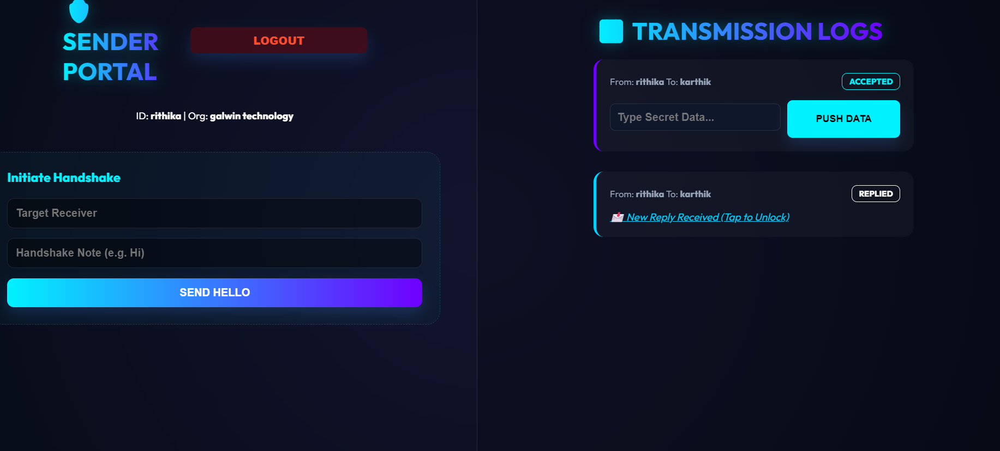 SENDER
PORTAL
LOGOUT
ID: rithika | Org: galwin technology
Initiate Handshake
Target Receiver
Handshake Note (e.g. Hi)
SEND HELLO
TRANSMISSION LOGS
From: rithika To: karthik
ACCEPTED
Type Secret Data...
PUSH DATA
From: rithika To: karthik
REPLIED
New Reply Received (Tap to Unlock)